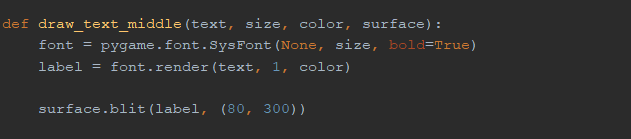 def draw_text_middle(text, size, color, surface):
    font = pygame.font.SysFont(None, size, bold=True)
    label = font.render(text, 1, color)
    surface.blit(label, (80, 300))